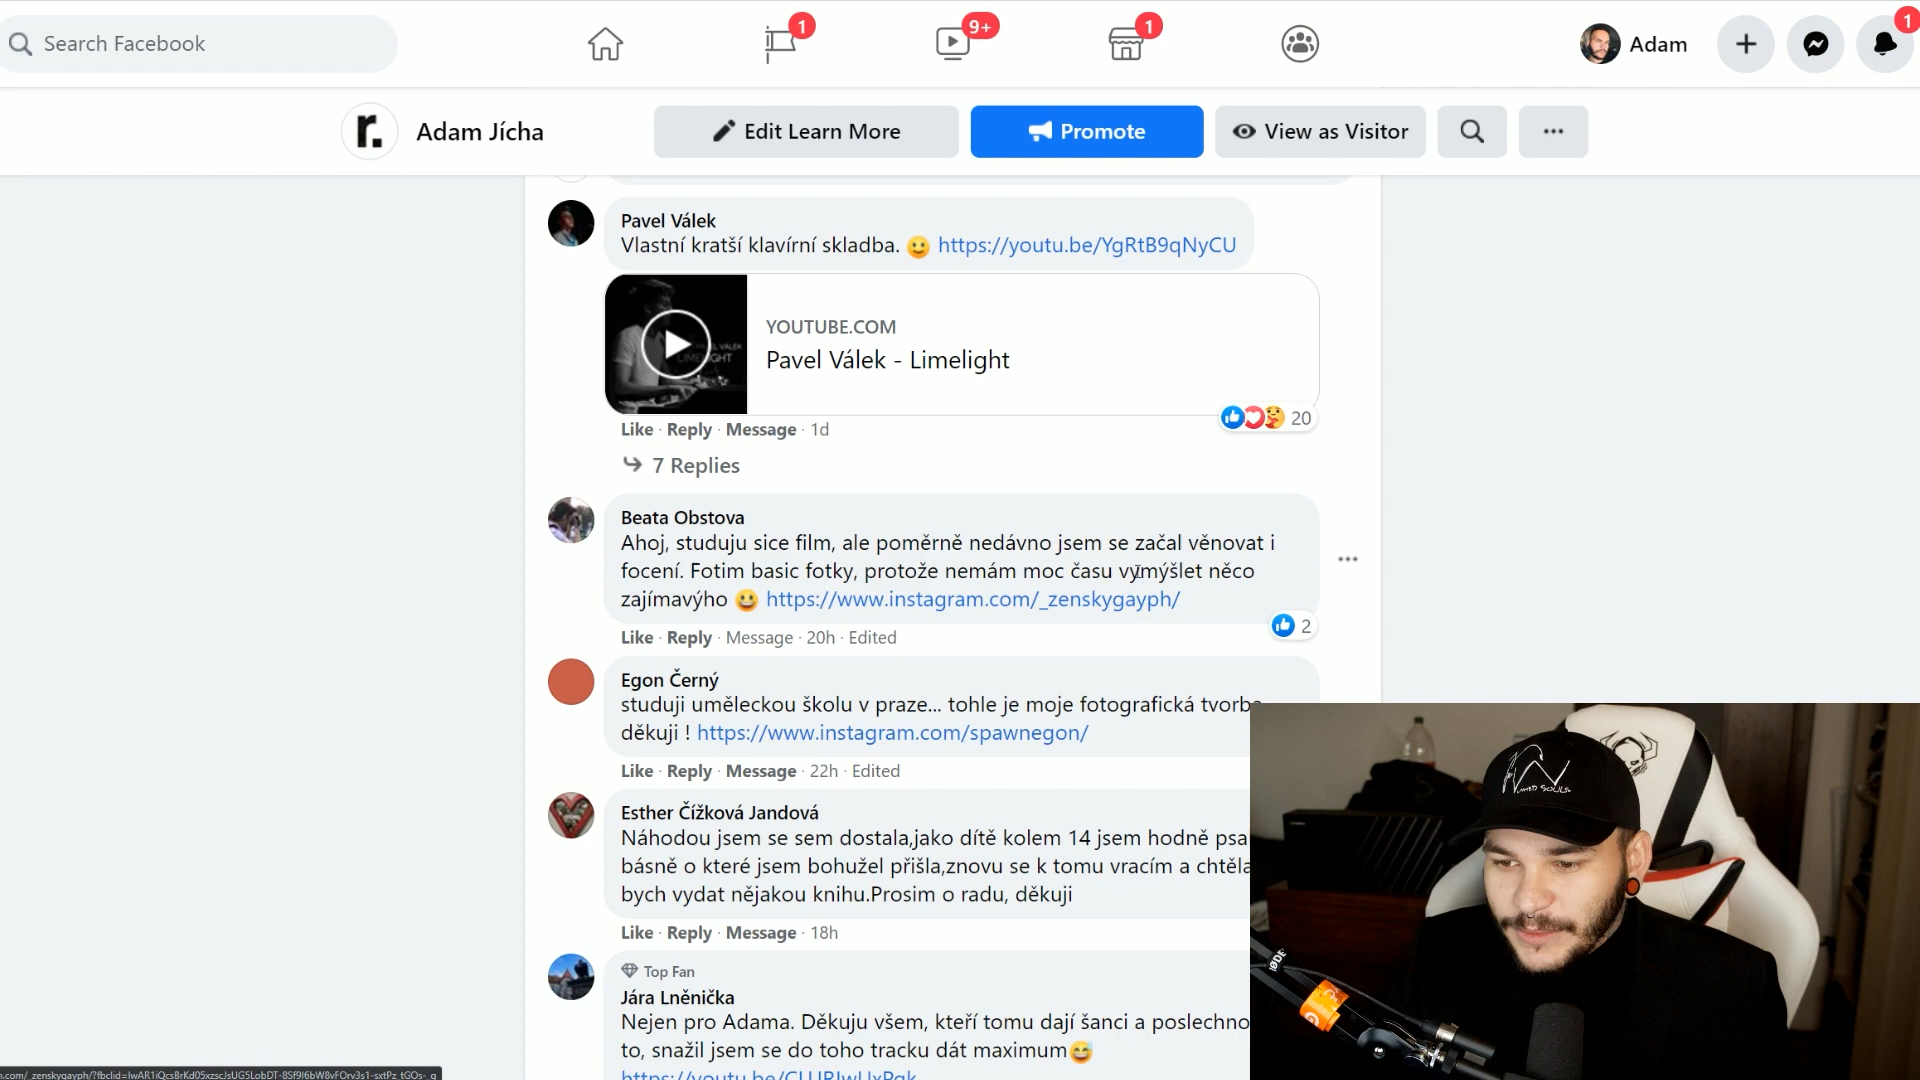 Search Facebook
1
9+
1
Adam
1
r.
Adam Jícha
Edit Learn More
Promote
View as Visitor
Pavel Válek
Vlastní kratší klavírní skladba. https://youtu.be/YgRtB9qNyCU
PAVEL VÁLEK
LIMELIGHT
YOUTUBE.COM
Pavel Válek - Limelight
20
Like · Reply · Message · 1d
7 Replies
Beata Obstova
Ahoj, studuju sice film, ale poměrně nedávno jsem se začal věnovat i
focení. Fotim basic fotky, protože nemám moc času vymýšlet něco
zajímavýho 😀 https://www.instagram.com/_zenskygayph/
2
Like · Reply · Message · 20h · Edited
Egon Černý
studuji uměleckou školu v praze... tohle je moje fotografická tvorba
děkuji ! https://www.instagram.com/spawnegon/
Like · Reply · Message · 22h · Edited
Esther Čížková Jandová
Náhodou jsem se sem dostala,jako dítě kolem 14 jsem hodně psa
básně o které jsem bohužel přišla,znovu se k tomu vracím a chtěla
bych vydat nějakou knihu.Prosim o radu, děkuji
Like · Reply · Message · 18h
Top Fan
Jára Lněnička
Nejen pro Adama. Děkuju všem, kteří tomu dají šanci a poslechno
to, snažil jsem se do toho tracku dát maximum😅
RØDE